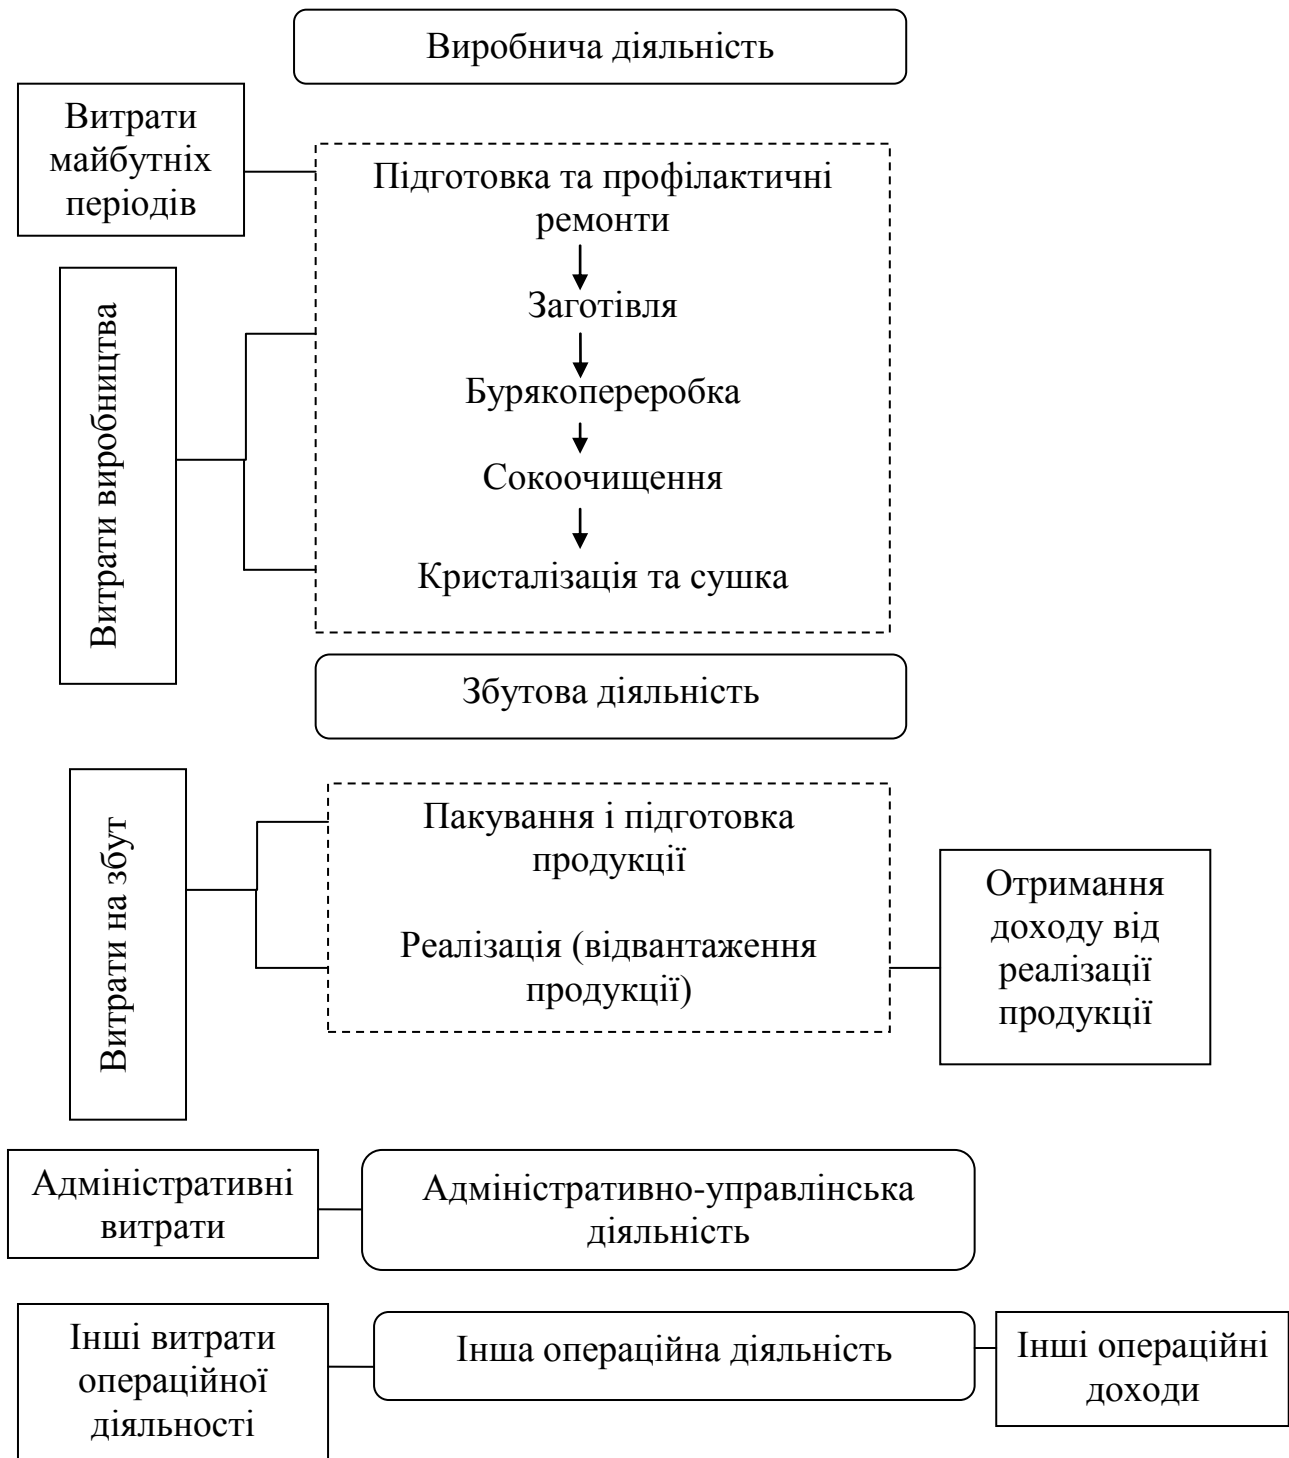 Виробнича діяльність
Витрати
майбутніх
періодів
Підготовка та профілактичні
ремонти
Заготівля
Бурякопереробка
Сокоочищення
Кристалізація та сушка
Витрати виробництва
Збутова діяльність
Витрати на збут
Пакування і підготовка
продукції
Реалізація (відвантаження
продукції)
Отримання
доходу від
реалізації
продукції
Адміністративні
витрати
Адміністративно-управлінська
діяльність
Інші витрати
операційної
діяльності
Інша операційна діяльність
Інші операційні
доходи